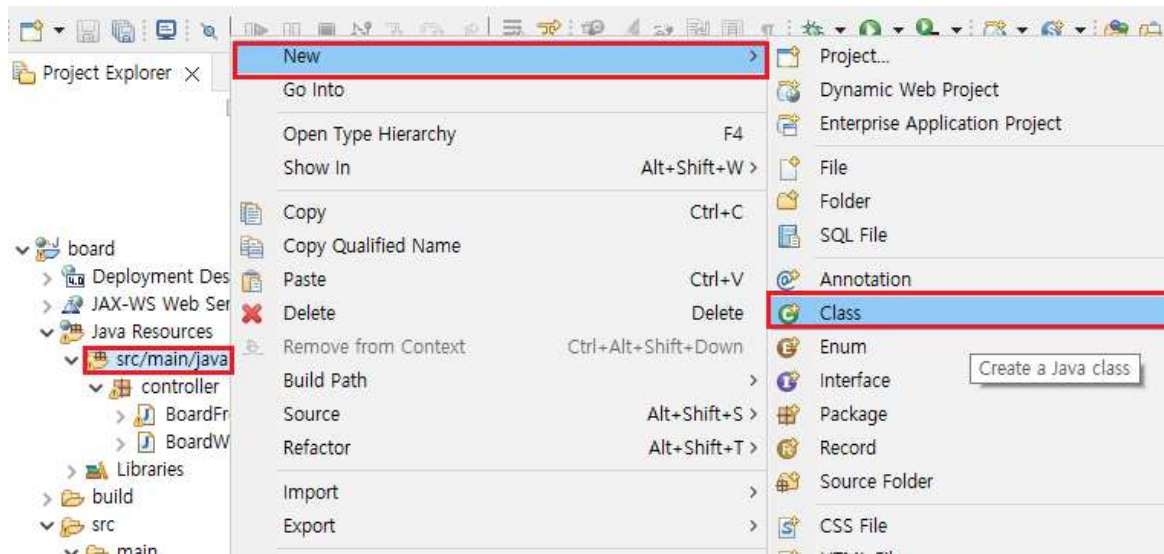 Project Explorer
board
Deployment Des
JAX-WS Web Ser
Java Resources
src/main/java
controller
BoardFr
BoardW
Libraries
build
src
main
New
Go Into
Open Type Hierarchy F4
Show In Alt+Shift+W
Copy Ctrl+C
Copy Qualified Name
Paste Ctrl+V
Delete Delete
Remove from Context Ctrl+Alt+Shift+Down
Build Path
Source Alt+Shift+S
Refactor Alt+Shift+T
Import
Export
Project...
Dynamic Web Project
Enterprise Application Project
File
Folder
SQL File
Annotation
Class
Enum
Interface
Package
Record
Source Folder
CSS File
Create a Java class